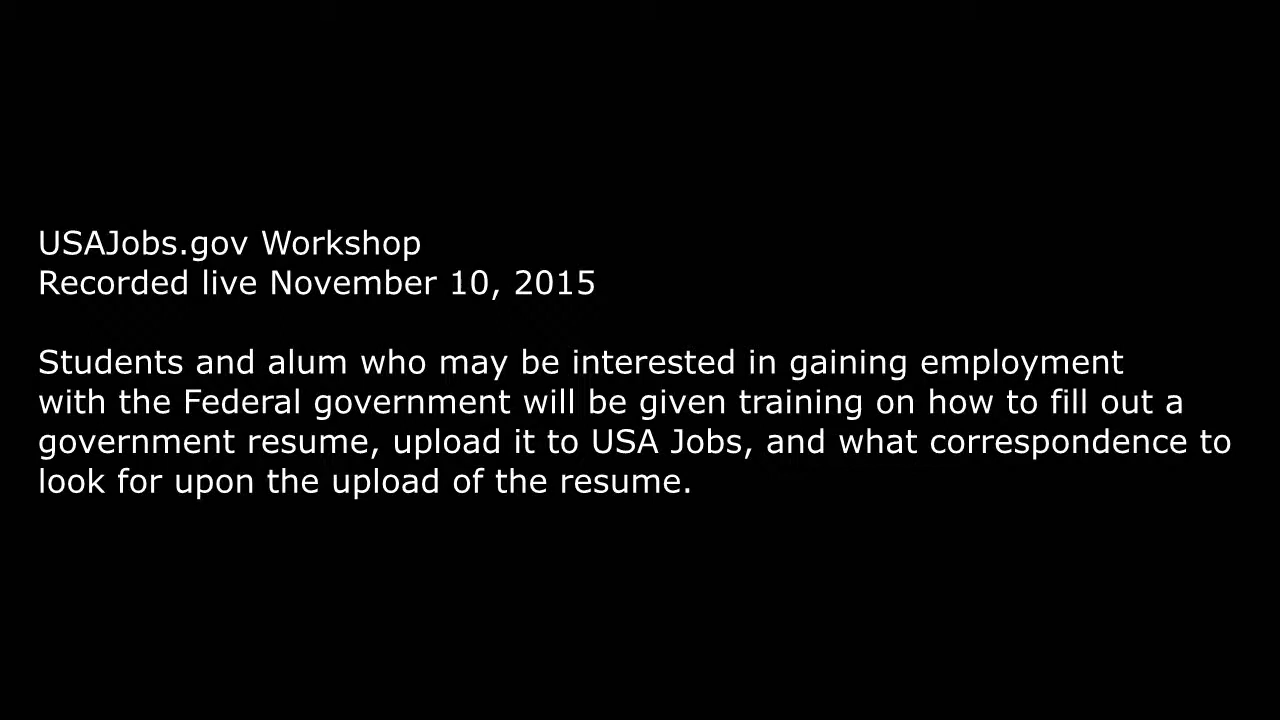 USAJobs.gov Workshop
Recorded live November 10, 2015
Students and alum who may be interested in gaining employment
with the Federal government will be given training on how to fill out a
government resume, upload it to USA Jobs, and what correspondence to
look for upon the upload of the resume.